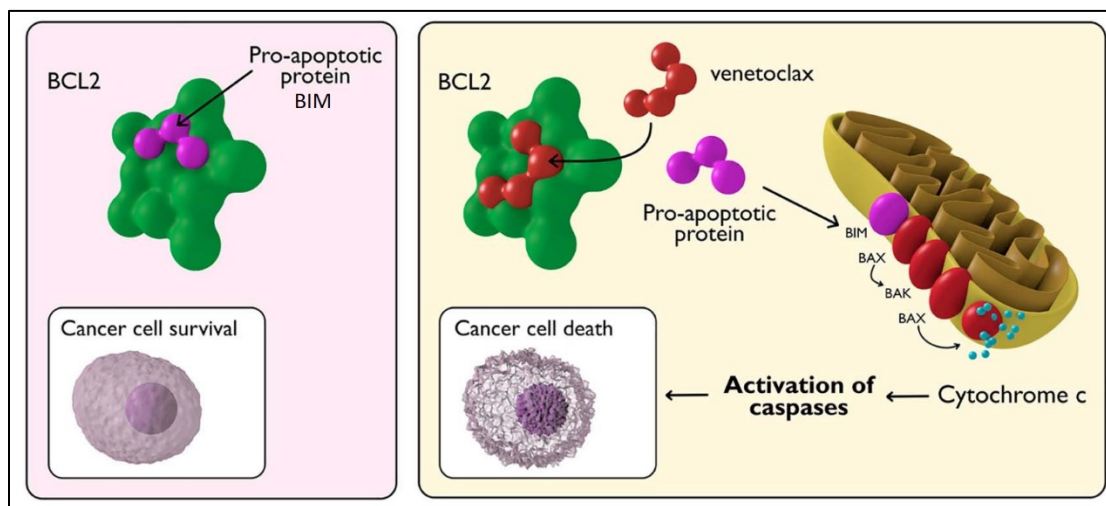 BCL2
Pro-apoptotic
protein
BIM
Cancer cell survival
BCL2
venetoclax
Pro-apoptotic
protein
BIM
BAX
BAK
BAX
Cancer cell death
Activation of
caspases
Cytochrome c